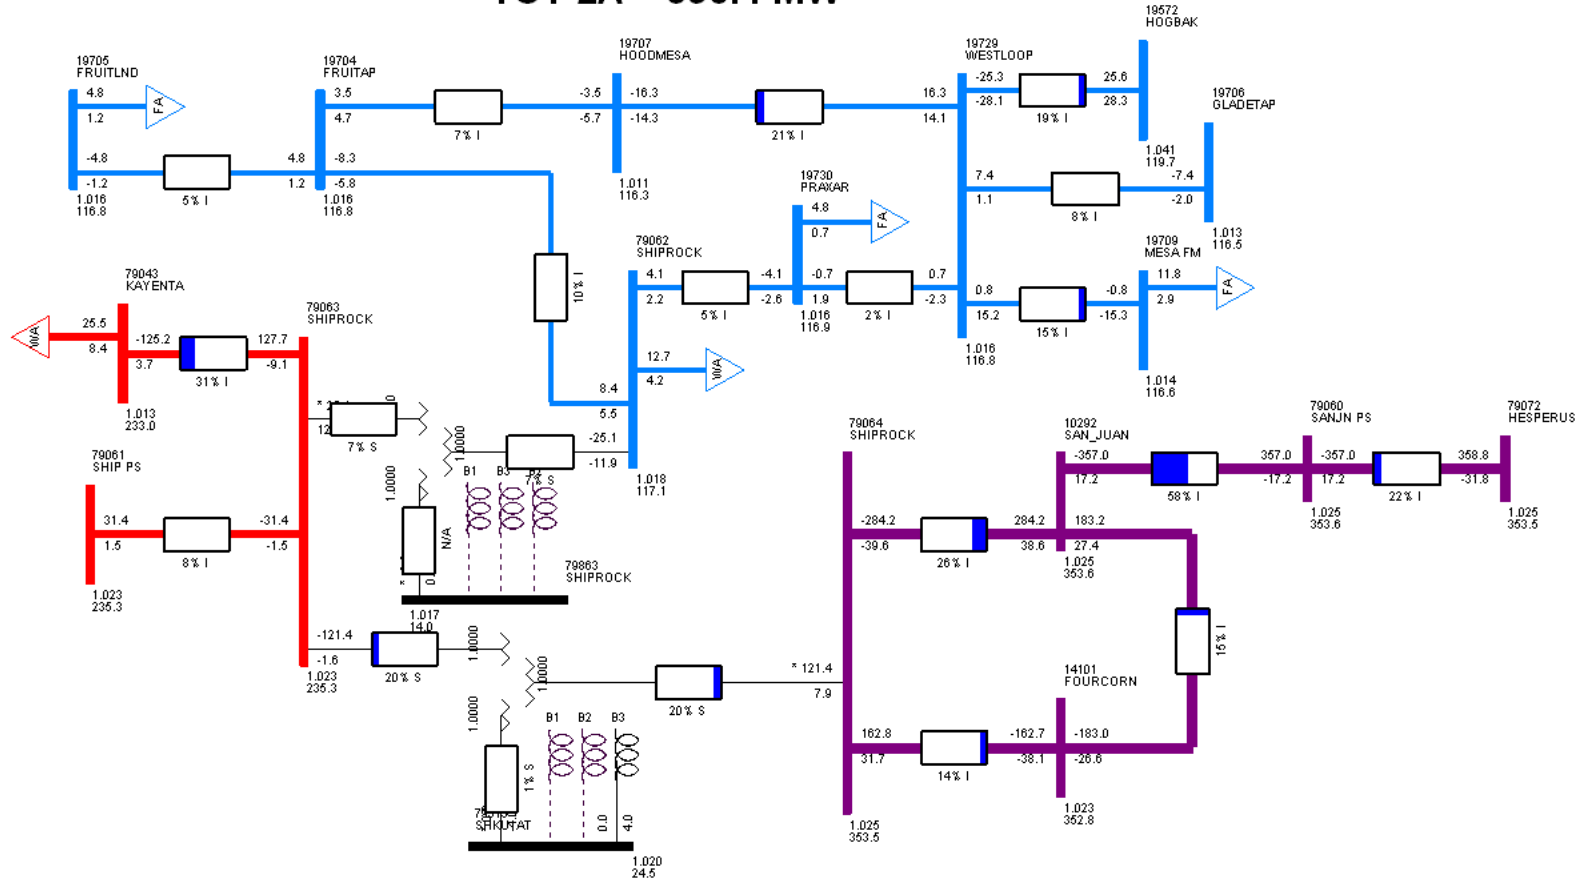 19572
HOGBAK
19705
FRUITLND
19704
FRUITAP
19707
HOODMESA
19729
WESTLOOP
19706
GLADETAP
4.8
1.2
FA
3.5
4.7
7% I
-3.5
-5.7
-16.3
-14.3
21% I
16.3
14.1
-25.3
-28.1
19% I
25.6
28.3
1.041
119.7
-4.8
-1.2
5% I
4.8
1.2
-8.3
-5.8
1.016
116.8
1.016
116.8
1.011
116.3
19730
PRAXAR
4.8
0.7
FA
7.4
1.1
8% I
-7.4
-2.0
1.013
116.5
10% I
79062
SHIPROCK
4.1
2.2
5% I
-4.1
-2.6
-0.7
1.9
2% I
0.7
-2.3
1.016
116.9
0.8
15.2
15% I
-0.8
-15.3
19709
MESA FM
11.8
2.9
FA
1.016
116.8
1.014
116.6
12.7
4.2
WA
8.4
5.5
79043
KAYENTA
79063
SHIPROCK
WA
25.5
8.4
-125.2
3.7
31% I
127.7
-9.1
1.013
233.0
7% S
1.0000
-25.1
-11.9
7% S
1.018
117.1
79061
SHIP PS
31.4
1.5
8% I
-31.4
-1.5
1.023
235.3
1.0000
N/A
B1
B3
B2
79863
SHIPROCK
1.017
14.0
-121.4
-1.6
20% S
1.0000
1.0000
1.023
235.3
20% S
* 121.4
7.9
1.0000
1% S
B1
B2
B3
0.0
4.0
SHKUTAT
1.020
24.5
79064
SHIPROCK
10292
SAN_JUAN
79060
SANJN PS
79072
HESPERUS
-357.0
17.2
58% I
357.0
-17.2
-357.0
17.2
22% I
358.8
-31.8
1.025
353.6
1.025
353.5
-284.2
-39.6
26% I
284.2
38.6
183.2
27.4
1.025
353.6
15% I
14101
FOURCORN
162.8
31.7
14% I
-162.7
-38.1
-183.0
-26.6
1.023
352.8
1.025
353.5